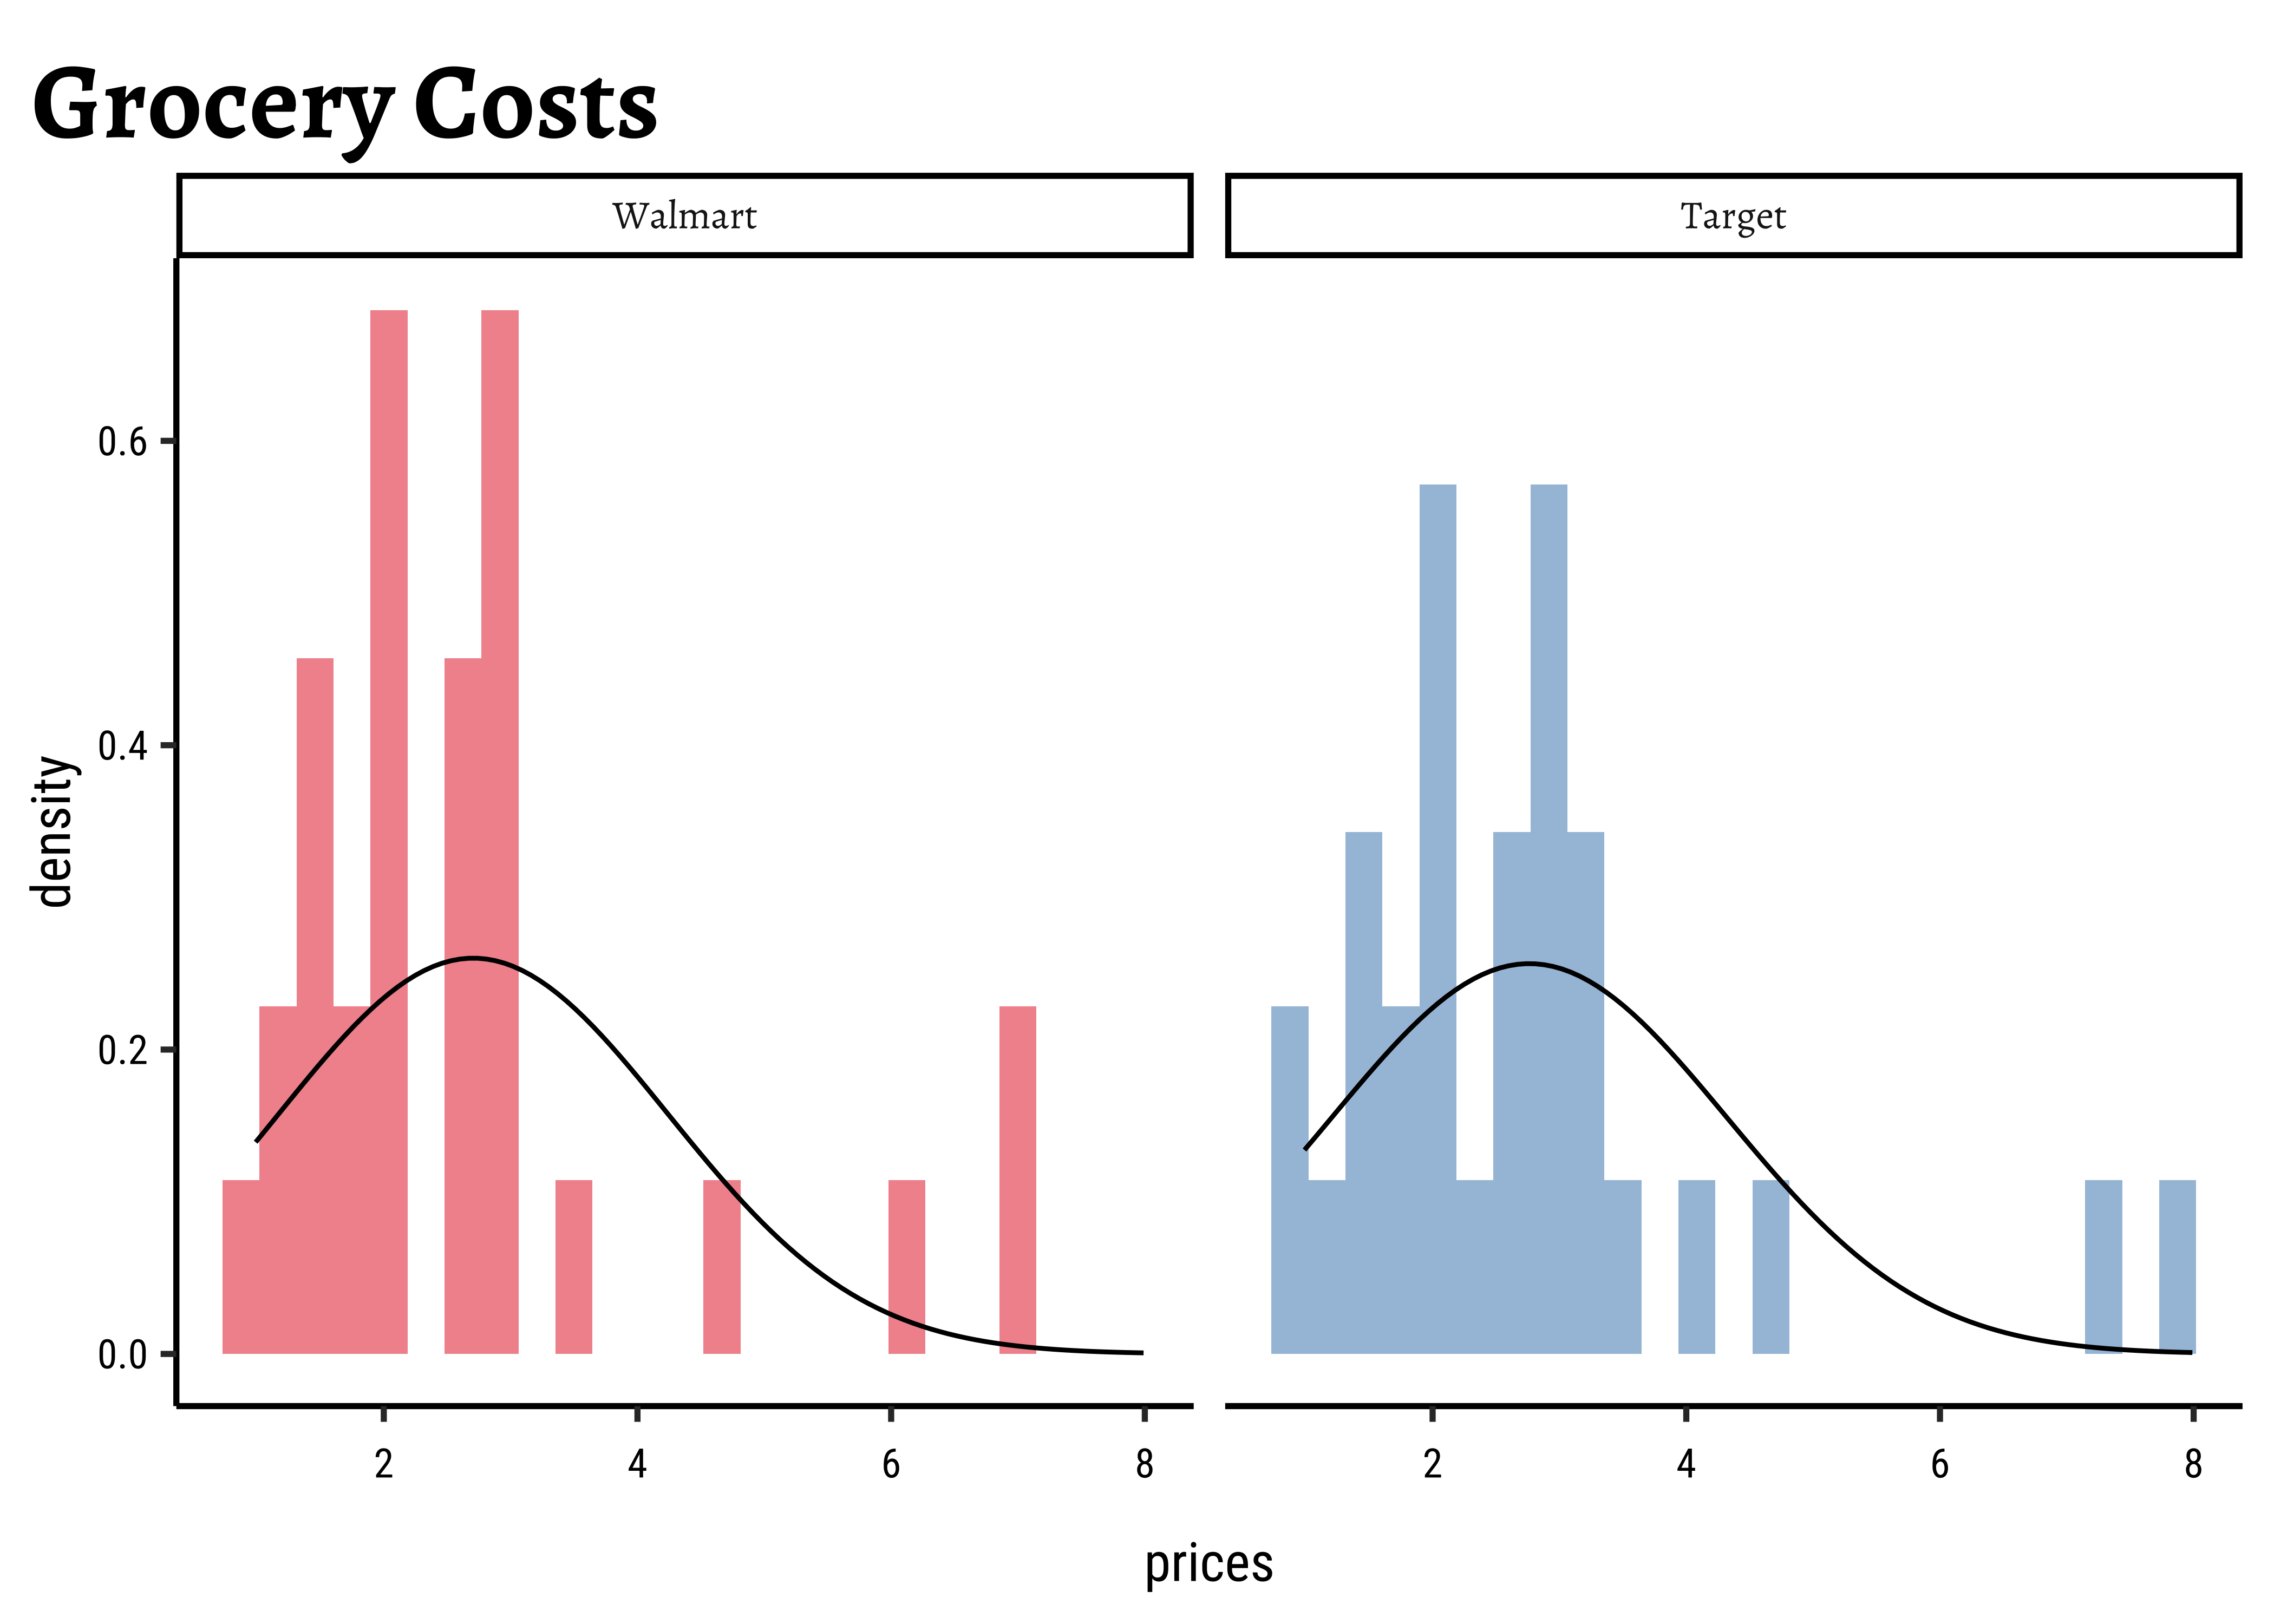 Grocery Costs
Walmart
Target
density
0.6
0.4
0.2
0.0
2 4 6 8
2 4 6 8
prices